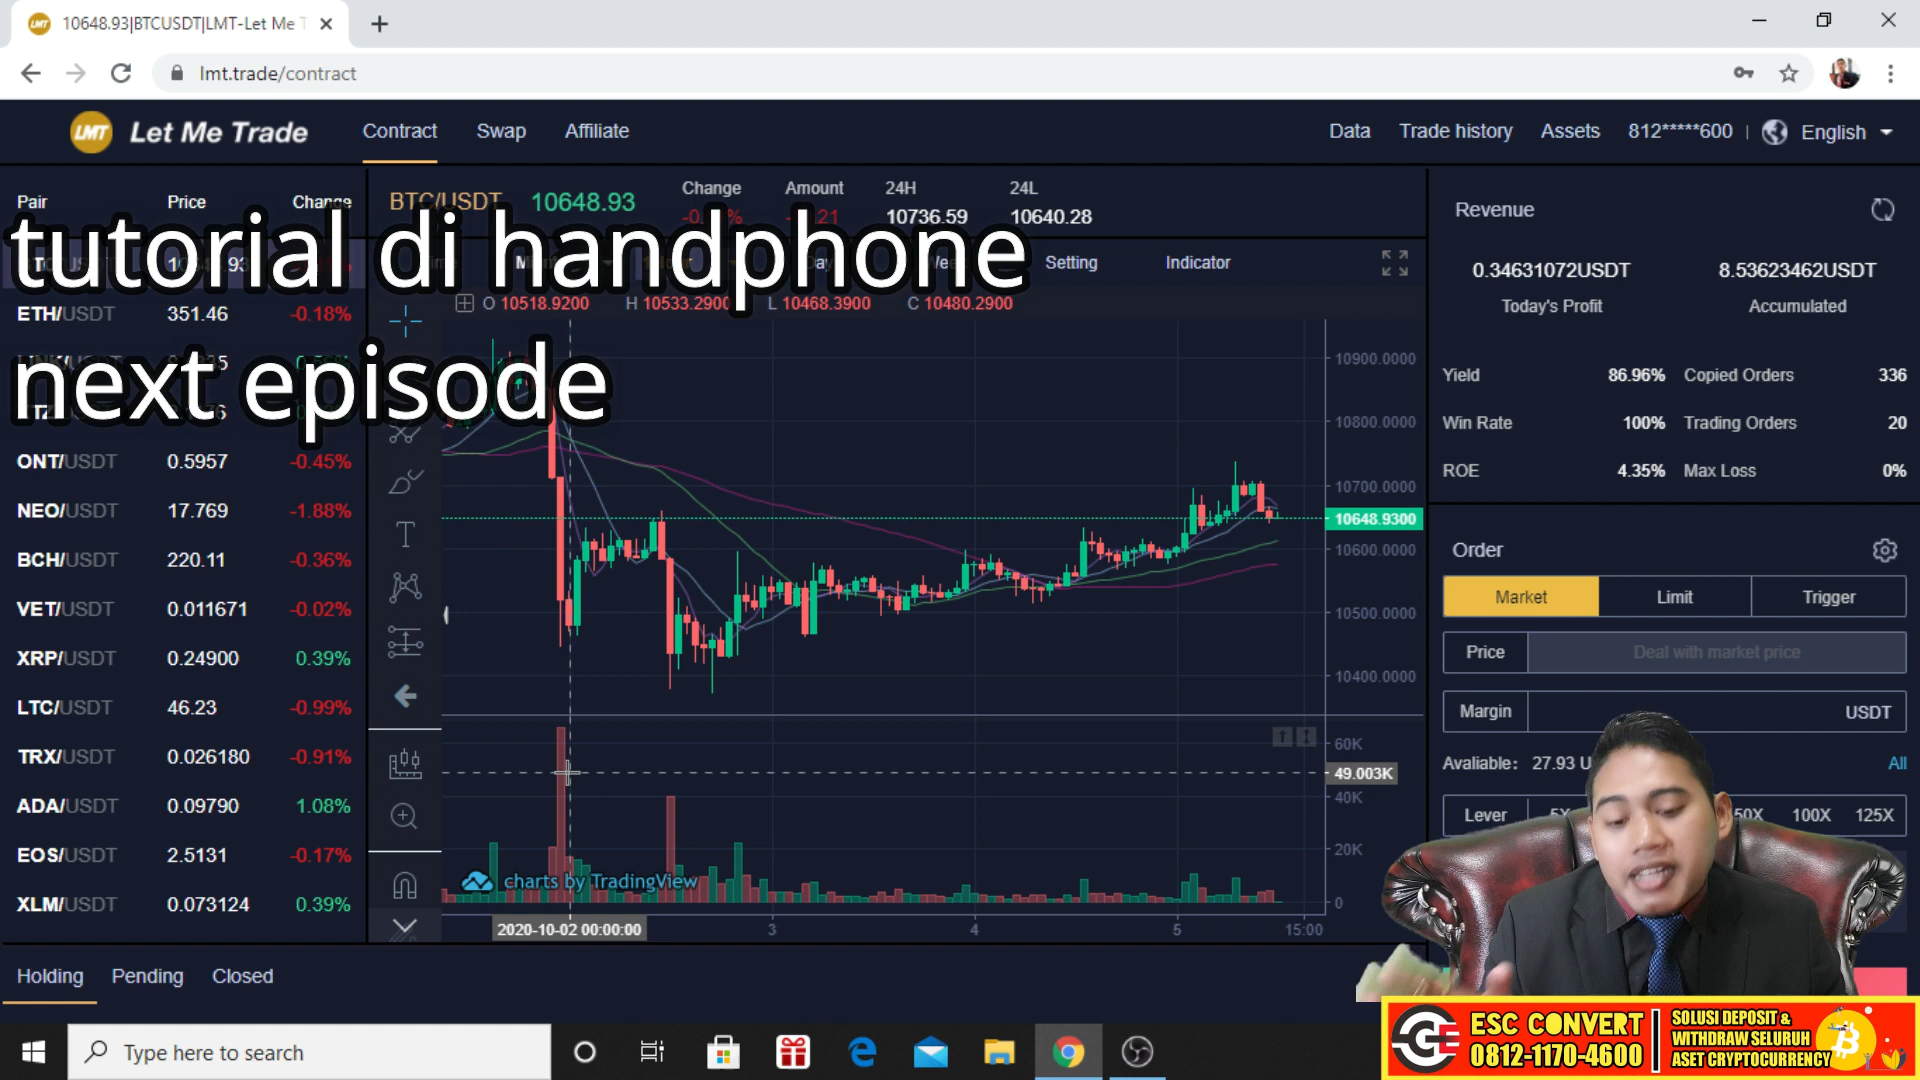 10648.93|BTCUSDT|LMT-Let Me T
lmt.trade/contract
LMT Let Me Trade
Contract Swap Affiliate
Data Trade history Assets 812*****600 | English
Pair Price Change
BTC/USDT 10648.93
Change Amount 24H 24L
10736.59 10640.28
tutorial di handphone
next episode
Setting Indicator
O 10518.9200 H 10533.2900 L 10468.3900 C 10480.2900
ETH/USDT 351.46 -0.18%
ONT/USDT 0.5957 -0.45%
NEO/USDT 17.769 -1.88%
BCH/USDT 220.11 -0.36%
VET/USDT 0.011671 -0.02%
XRP/USDT 0.24900 0.39%
LTC/USDT 46.23 -0.99%
TRX/USDT 0.026180 -0.91%
ADA/USDT 0.09790 1.08%
EOS/USDT 2.5131 -0.17%
XLM/USDT 0.073124 0.39%
10900.0000
10800.0000
10700.0000
10648.9300
10600.0000
10500.0000
10400.0000
60K
49.003K
40K
20K
0
charts by TradingView
2020-10-02 00:00:00 3 4 5 15:00
Revenue
0.34631072USDT 8.53623462USDT
Today's Profit Accumulated
Yield 86.96% Copied Orders 336
Win Rate 100% Trading Orders 20
ROE 4.35% Max Loss 0%
Order
Market Limit Trigger
Price Deal with market price
Margin USDT
Avaliable: 27.93 U All
Lever 5X 50X 100X 125X
Holding Pending Closed
Type here to search
ESC CONVERT
0812-1170-4600
SOLUSI DEPOSIT &
WITHDRAW SELURUH
ASET CRYPTOCURRENCY